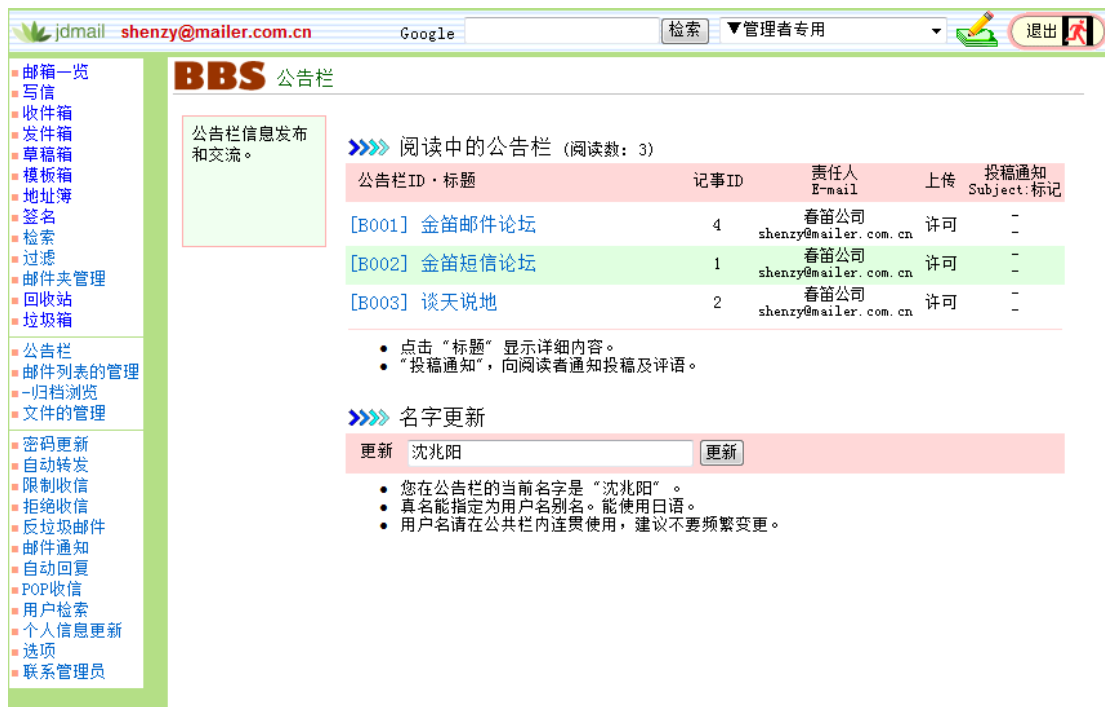 jdmail shenzy@mailer.com.cn Google 检索 ▼管理者专用 退出
邮箱一览
写信
收件箱
发件箱
草稿箱
模板箱
地址簿
签名
检索
过滤
邮件夹管理
回收站
垃圾箱
公告栏
邮件列表的管理
-归档浏览
文件的管理
密码更新
自动转发
限制收信
拒绝收信
反垃圾邮件
邮件通知
自动回复
POP收信
用户检索
个人信息更新
选项
联系管理员
BBS 公告栏
公告栏信息发布
和交流。
阅读中的公告栏 (阅读数: 3)
公告栏ID・标题 记事ID 责任人 E-mail 上传 投稿通知 Subject:标记
[B001] 金笛邮件论坛 4 春笛公司 shenzy@mailer.com.cn 许可 - -
[B002] 金笛短信论坛 1 春笛公司 shenzy@mailer.com.cn 许可 - -
[B003] 谈天说地 2 春笛公司 shenzy@mailer.com.cn 许可 - -
• 点击“标题”显示详细内容。
• “投稿通知”,向阅读者通知投稿及评语。
名字更新
更新 沈兆阳 更新
• 您在公告栏的当前名字是“沈兆阳”。
• 真名能指定为用户名别名。能使用日语。
• 用户名请在公共栏内连贯使用,建议不要频繁变更。